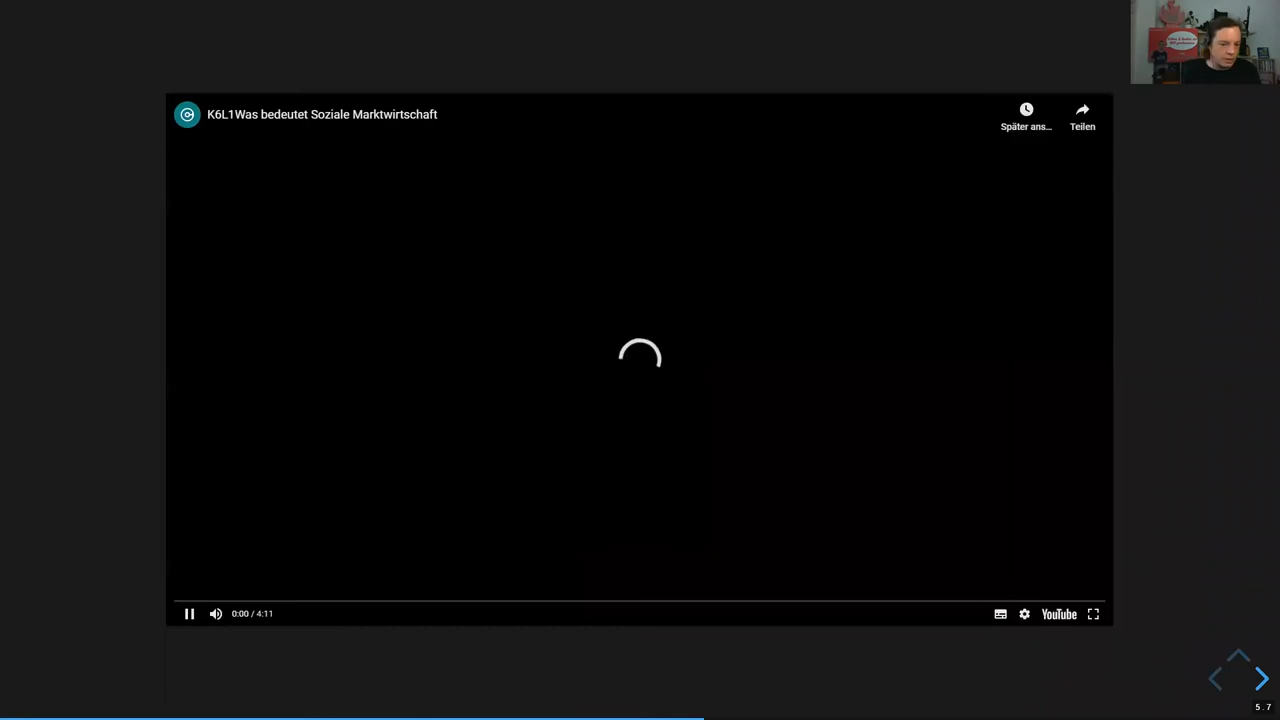 K6L1Was bedeutet Soziale Marktwirtschaft
Später ans...
Teilen
0:00 / 4:11
YouTube
5.7